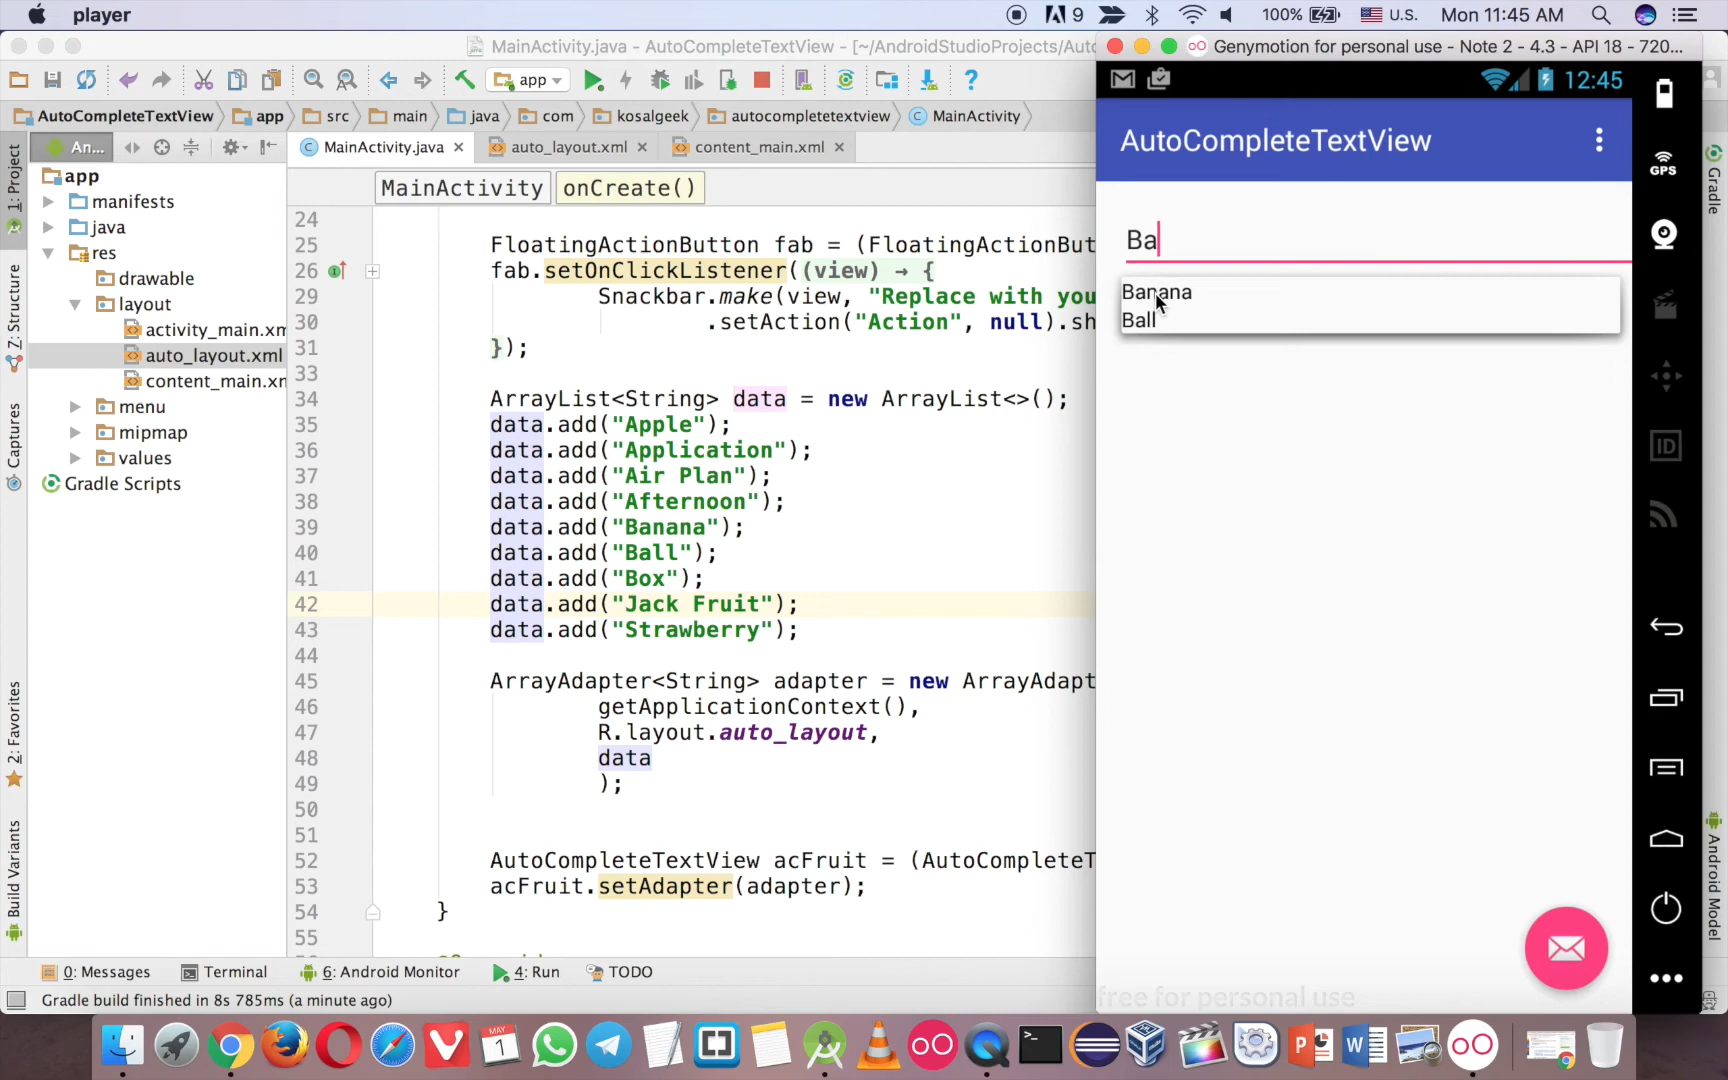 player
9
100%
U.S.
Mon 11:45 AM
MainActivity.java - AutoCompleteTextView - [~/AndroidStudioProjects/Auto
Genymotion for personal use - Note 2 - 4.3 - API 18 - 720...
app
12:45
AutoCompleteTextView
app
src
main
java
com
kosalgeek
autocompletetextview
MainActivity
AutoCompleteTextView
An...
MainActivity.java
auto_layout.xml
content_main.xml
MainActivity
onCreate()
1: Project
Z: Structure
Captures
2: Favorites
Build Variants
Gradle
Android Model
app
manifests
java
res
drawable
layout
activity_main.xm
auto_layout.xml
content_main.xm
menu
mipmap
values
Gradle Scripts
24
25 FloatingActionButton fab = (FloatingActionBut
26 fab.setOnClickListener((view) → {
29 Snackbar.make(view, "Replace with you
30 .setAction("Action", null).sh
31 });
33
34 ArrayList<String> data = new ArrayList<>();
35 data.add("Apple");
36 data.add("Application");
37 data.add("Air Plan");
38 data.add("Afternoon");
39 data.add("Banana");
40 data.add("Ball");
41 data.add("Box");
42 data.add("Jack Fruit");
43 data.add("Strawberry");
44
45 ArrayAdapter<String> adapter = new ArrayAdapt
46 getApplicationContext(),
47 R.layout.auto_layout,
48 data
49 );
50
51
52 AutoCompleteTextView acFruit = (AutoCompleteT
53 acFruit.setAdapter(adapter);
54 }
55
Ba
Banana
Ball
GPS
ID
free for personal use
0: Messages
Terminal
6: Android Monitor
4: Run
TODO
Gradle build finished in 8s 785ms (a minute ago)
MAY
1